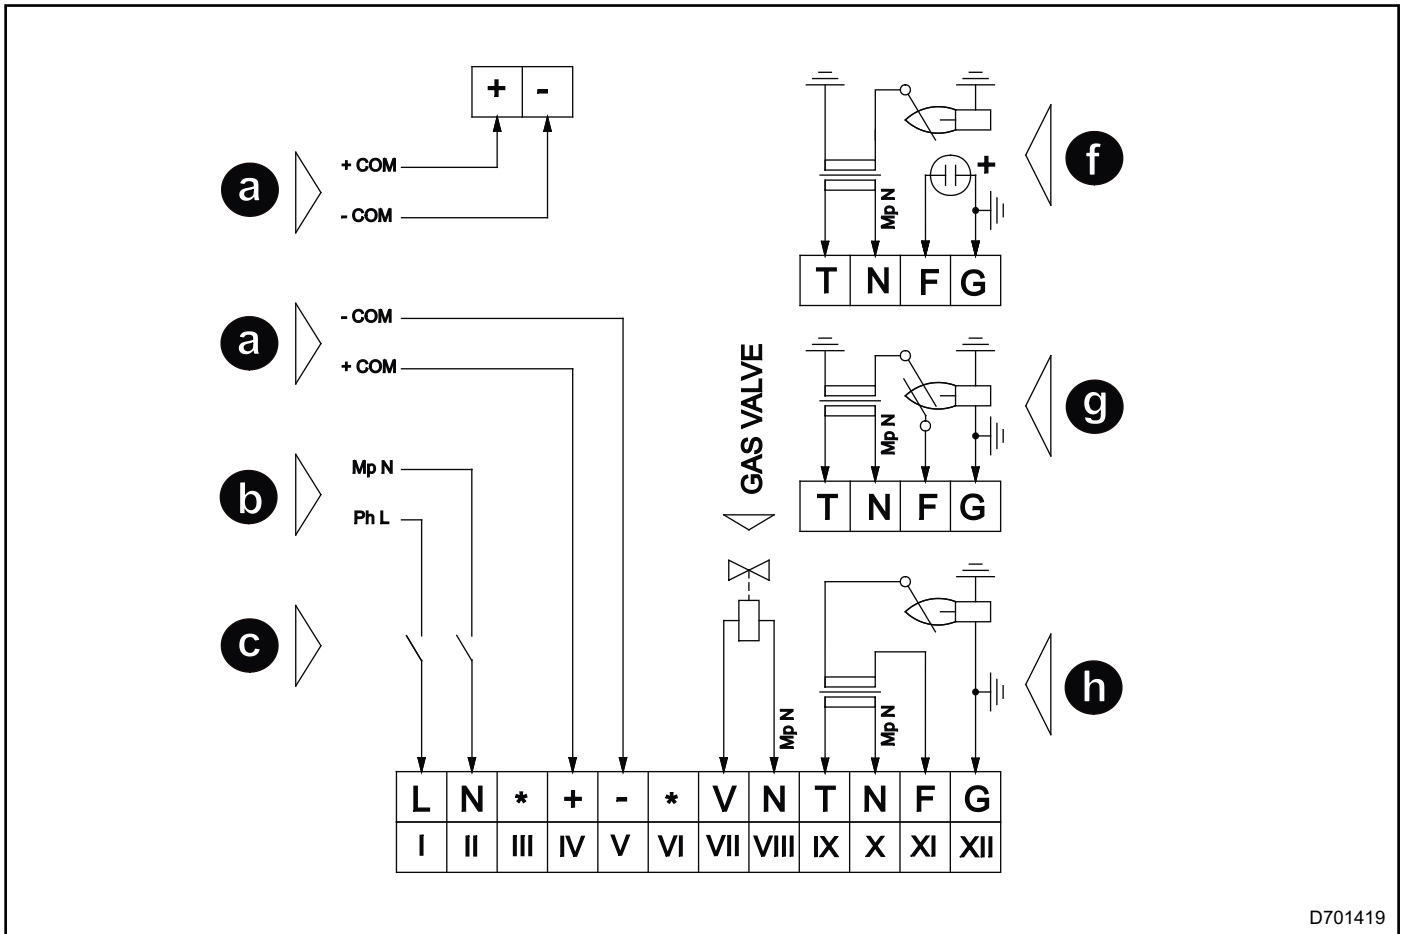 + -
a
+ COM
- COM
a
- COM
+ COM
b
Mp N
Ph L
c
GAS VALVE
Mp N
+
Mp N
T N F G
f
Mp N
T N F G
g
Mp N
h
L N * + - * V N T N F G
I II III IV V VI VII VIII IX X XI XII
D701419